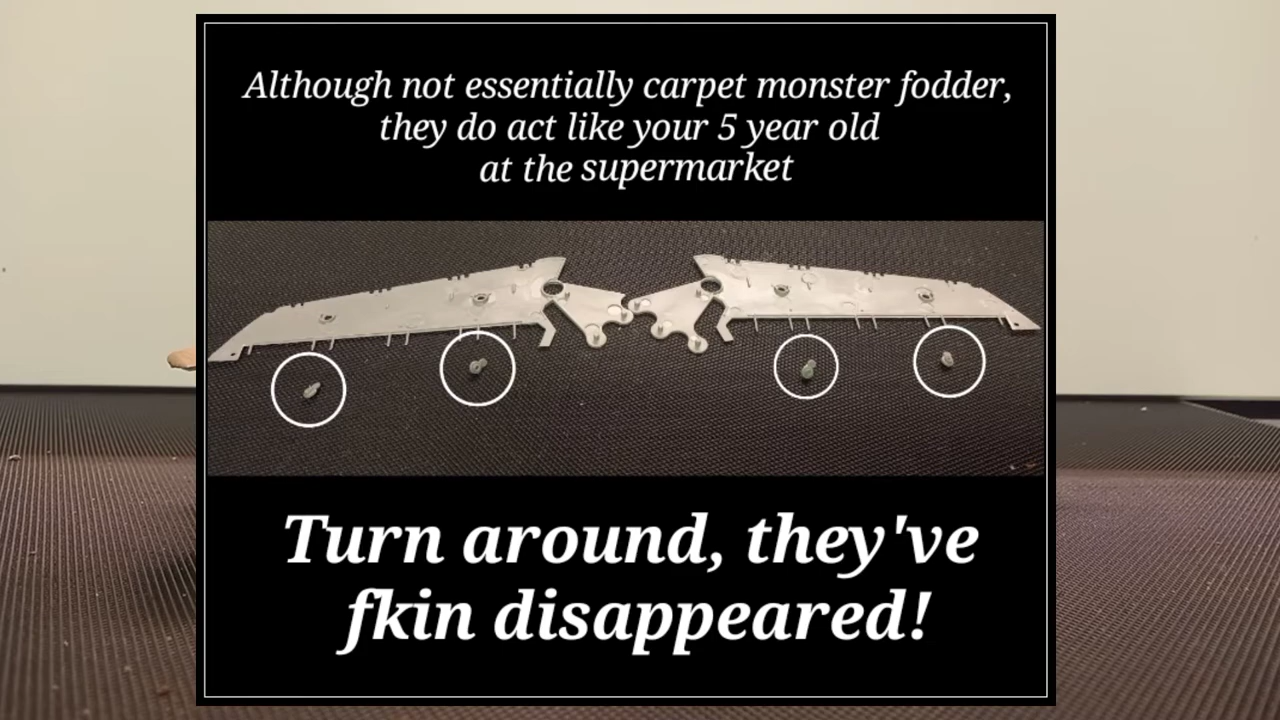 Although not essentially carpet monster fodder,
they do act like your 5 year old
at the supermarket
Turn around, they've
fkin disappeared!